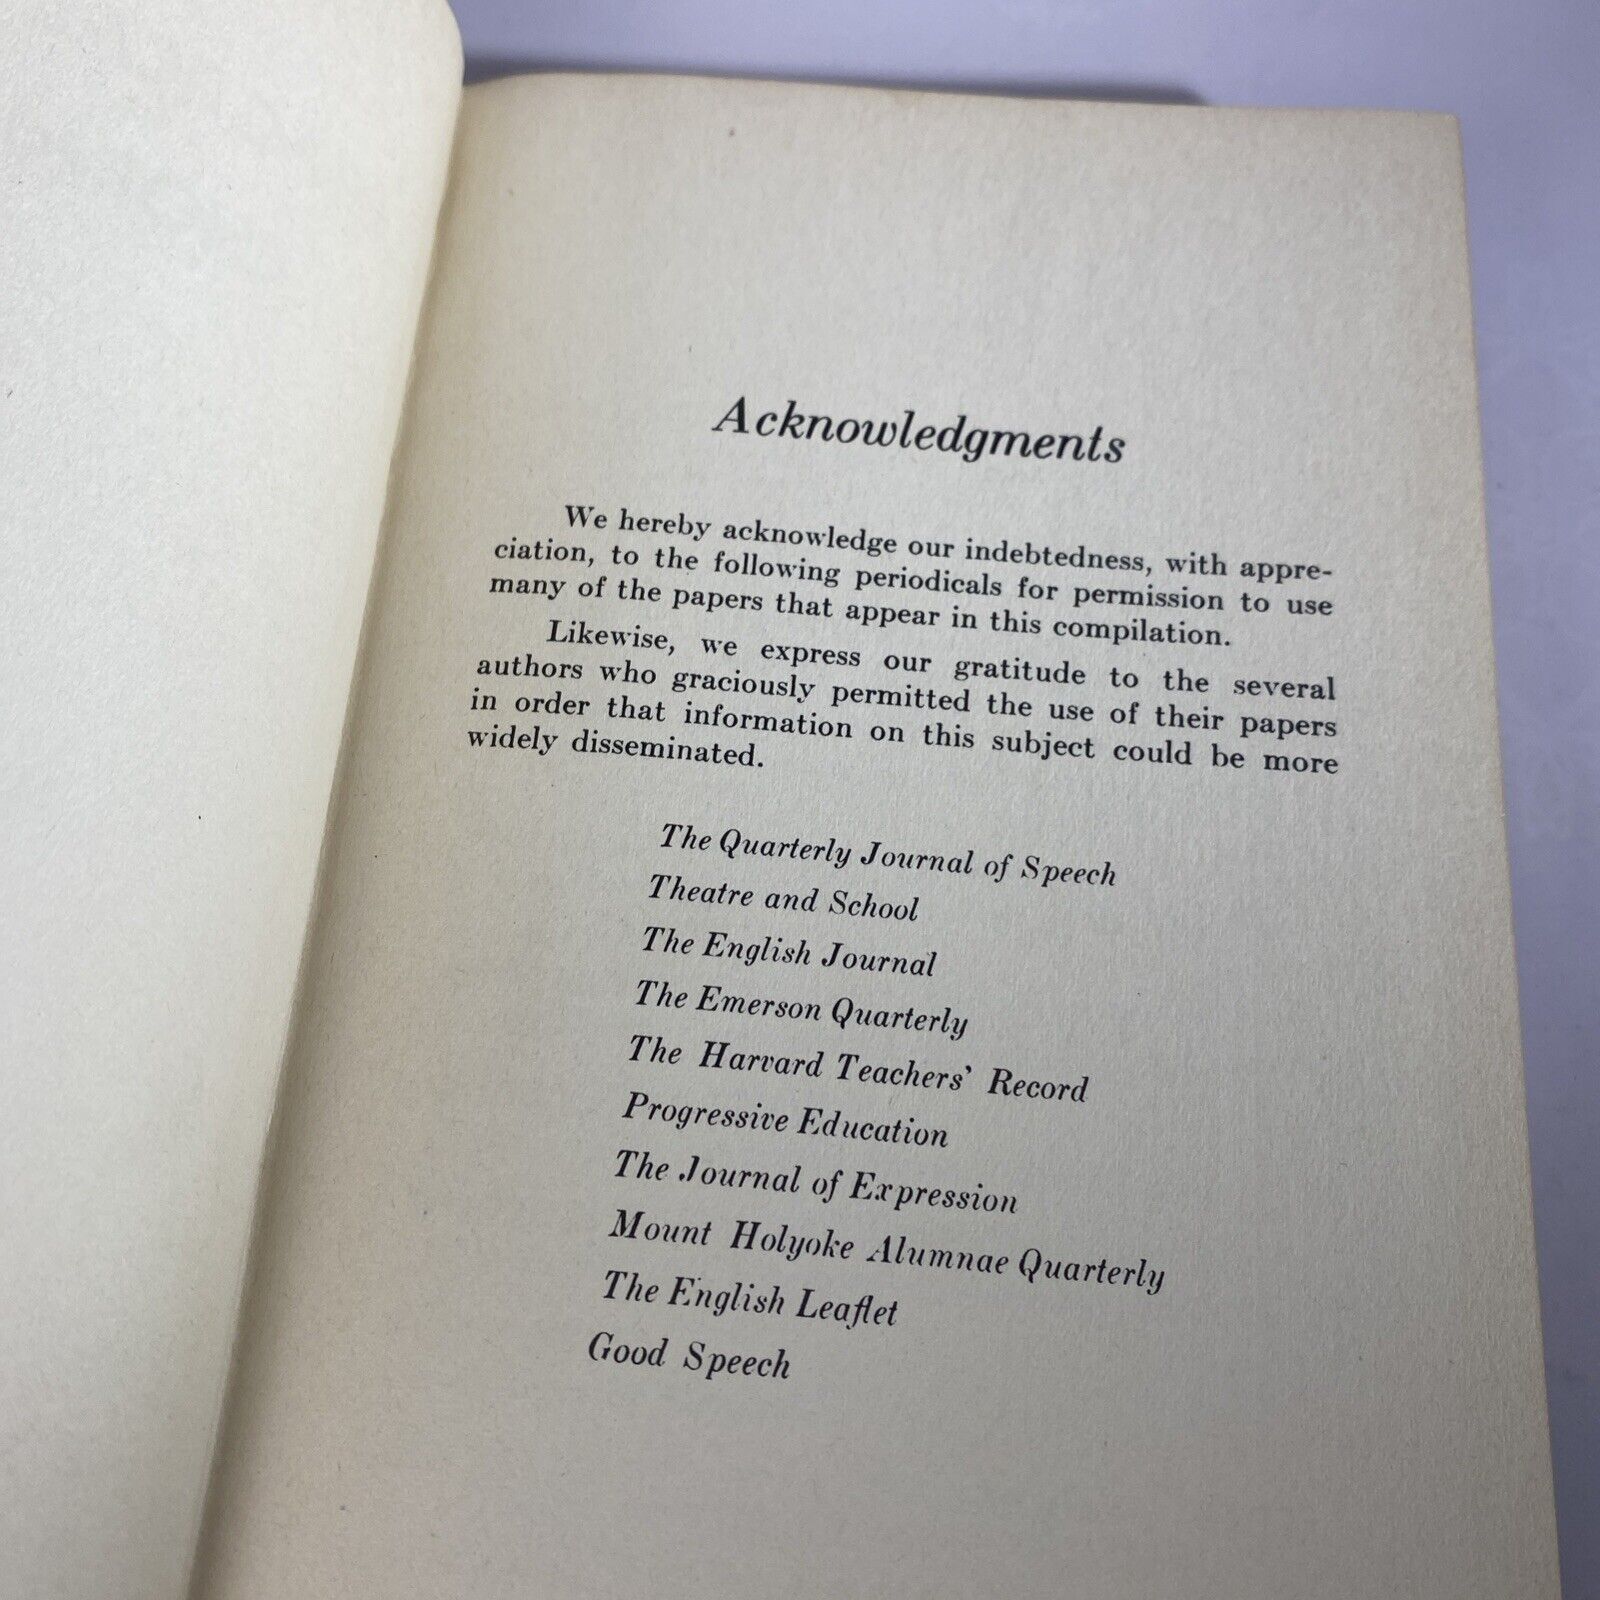 Acknowledgments
We hereby acknowledge our indebtedness, with appre-
ciation, to the following periodicals for permission to use
many of the papers that appear in this compilation.
Likewise, we express our gratitude to the several
authors who graciously permitted the use of their papers
in order that information on this subject could be more
widely disseminated.
The Quarterly Journal of Speech
Theatre and School
The English Journal
The Emerson Quarterly
The Harvard Teachers' Record
Progressive Education
The Journal of Expression
Mount Holyoke Alumnae Quarterly
The English Leaflet
Good Speech